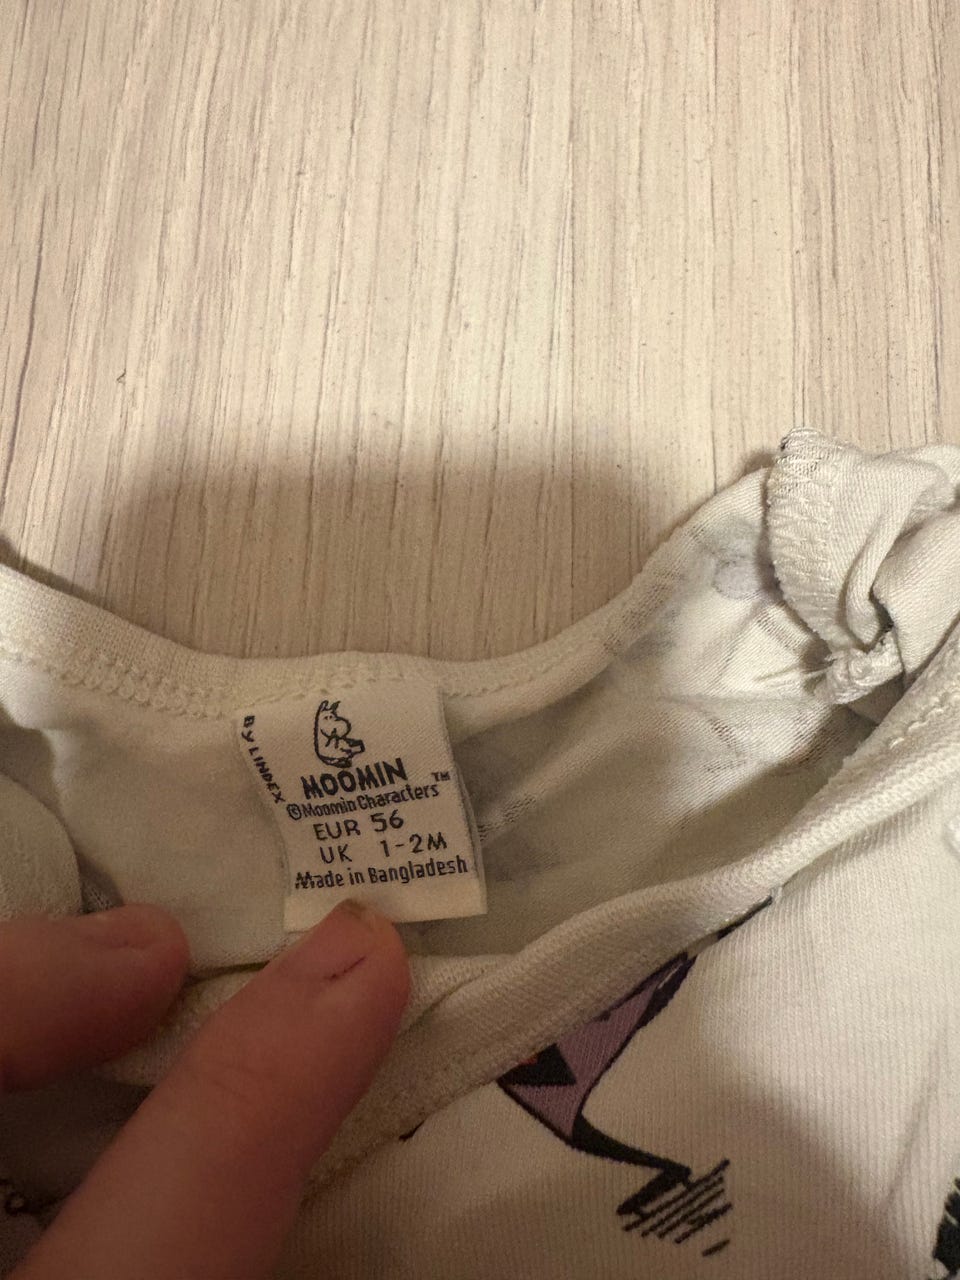 By LINDEX
MOOMIN™
©Moomin Characters
EUR 56
UK 1-2M
Made in Bangladesh